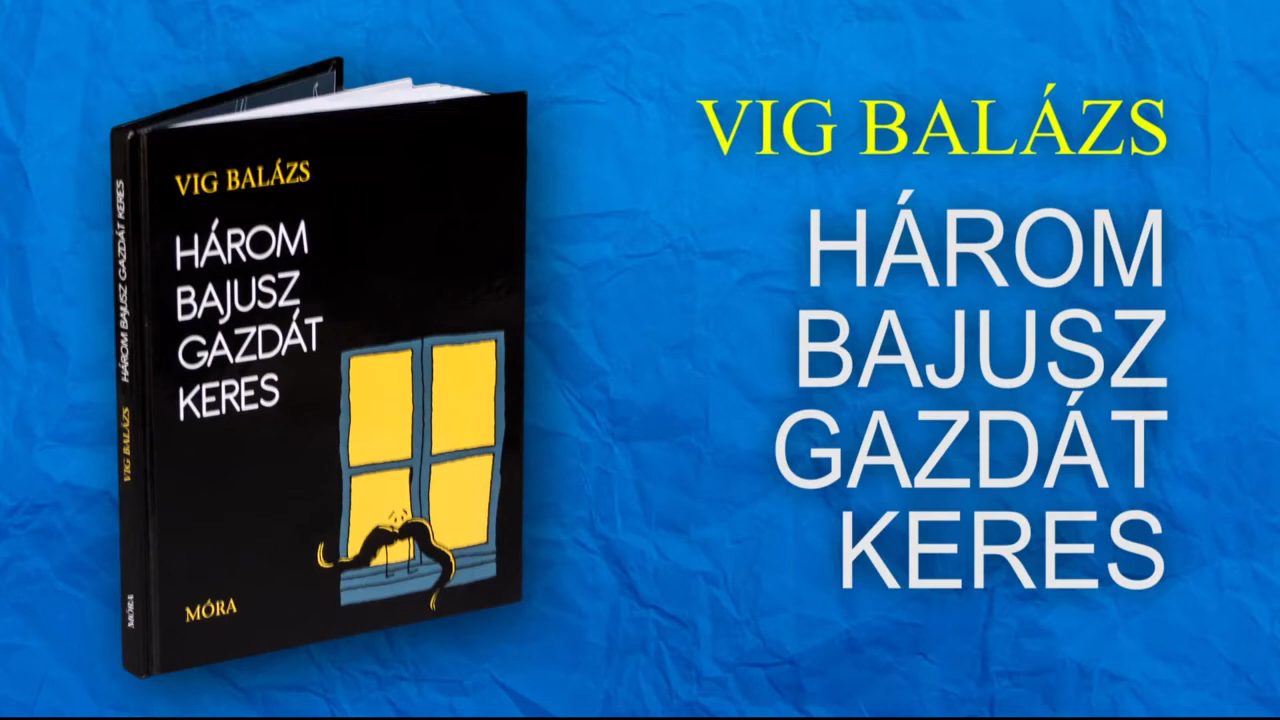 VIG BALÁZS
HÁROM
BAJUSZ
GAZDÁT
KERES
MÓRA
VIG BALÁZS HÁROM BAJUSZ GAZDÁT KERES
MÓRA
VIG BALÁZS
HÁROM
BAJUSZ
GAZDÁT
KERES